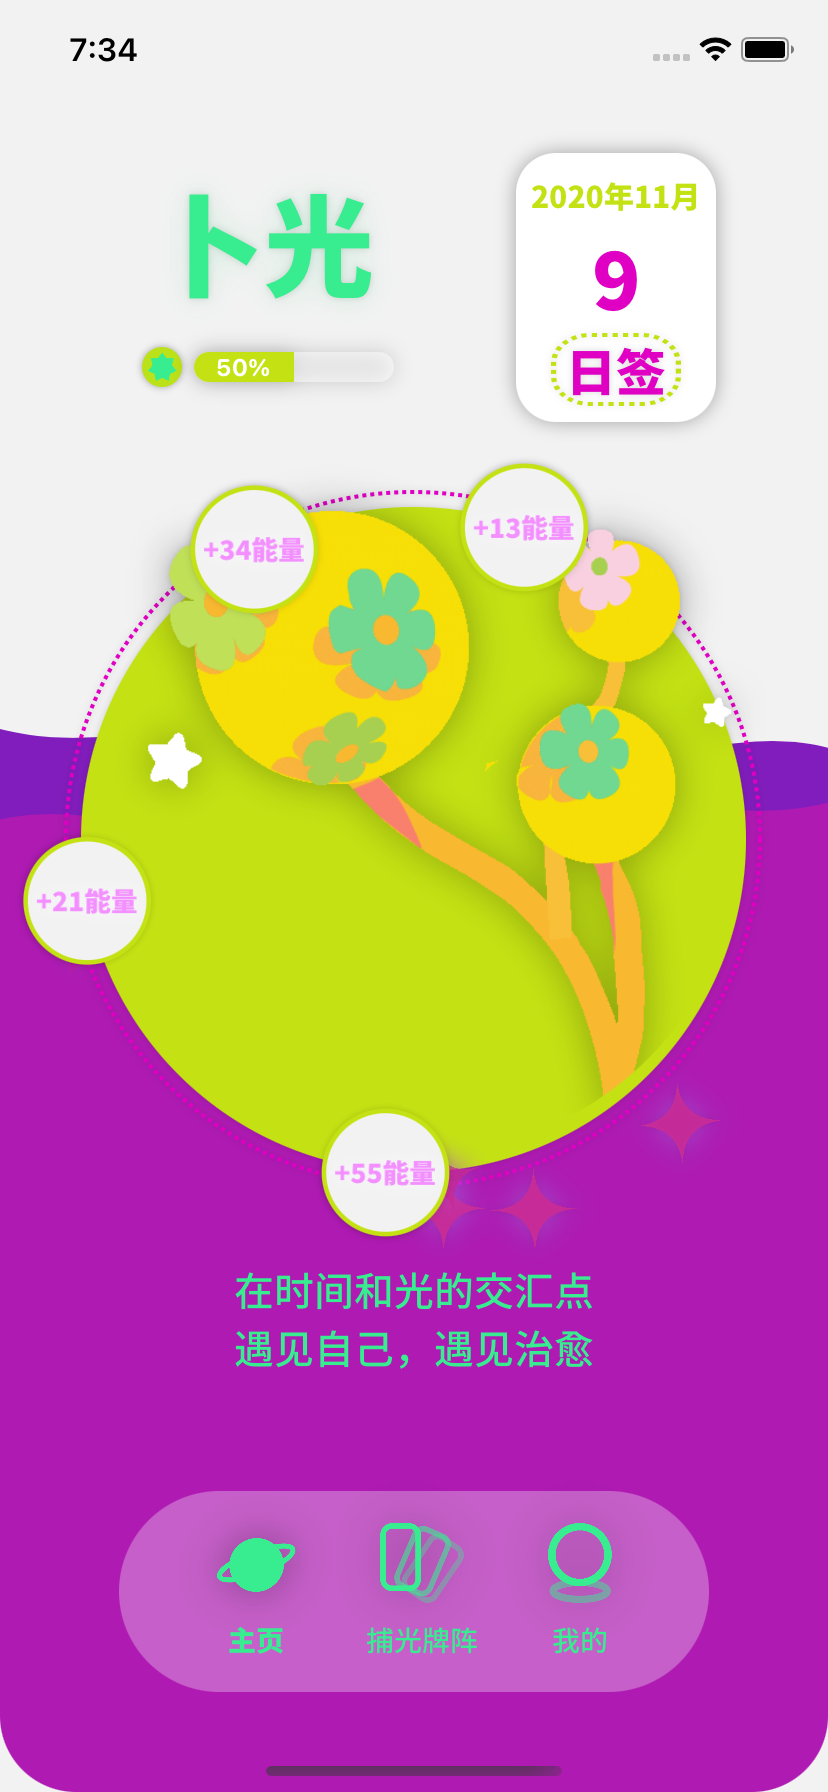 7:34
卜光
50%
2020年11月
9
日签
+34能量
+13能量
+21能量
+55能量
在时间和光的交汇点
遇见自己，遇见治愈
主页
捕光牌阵
我的